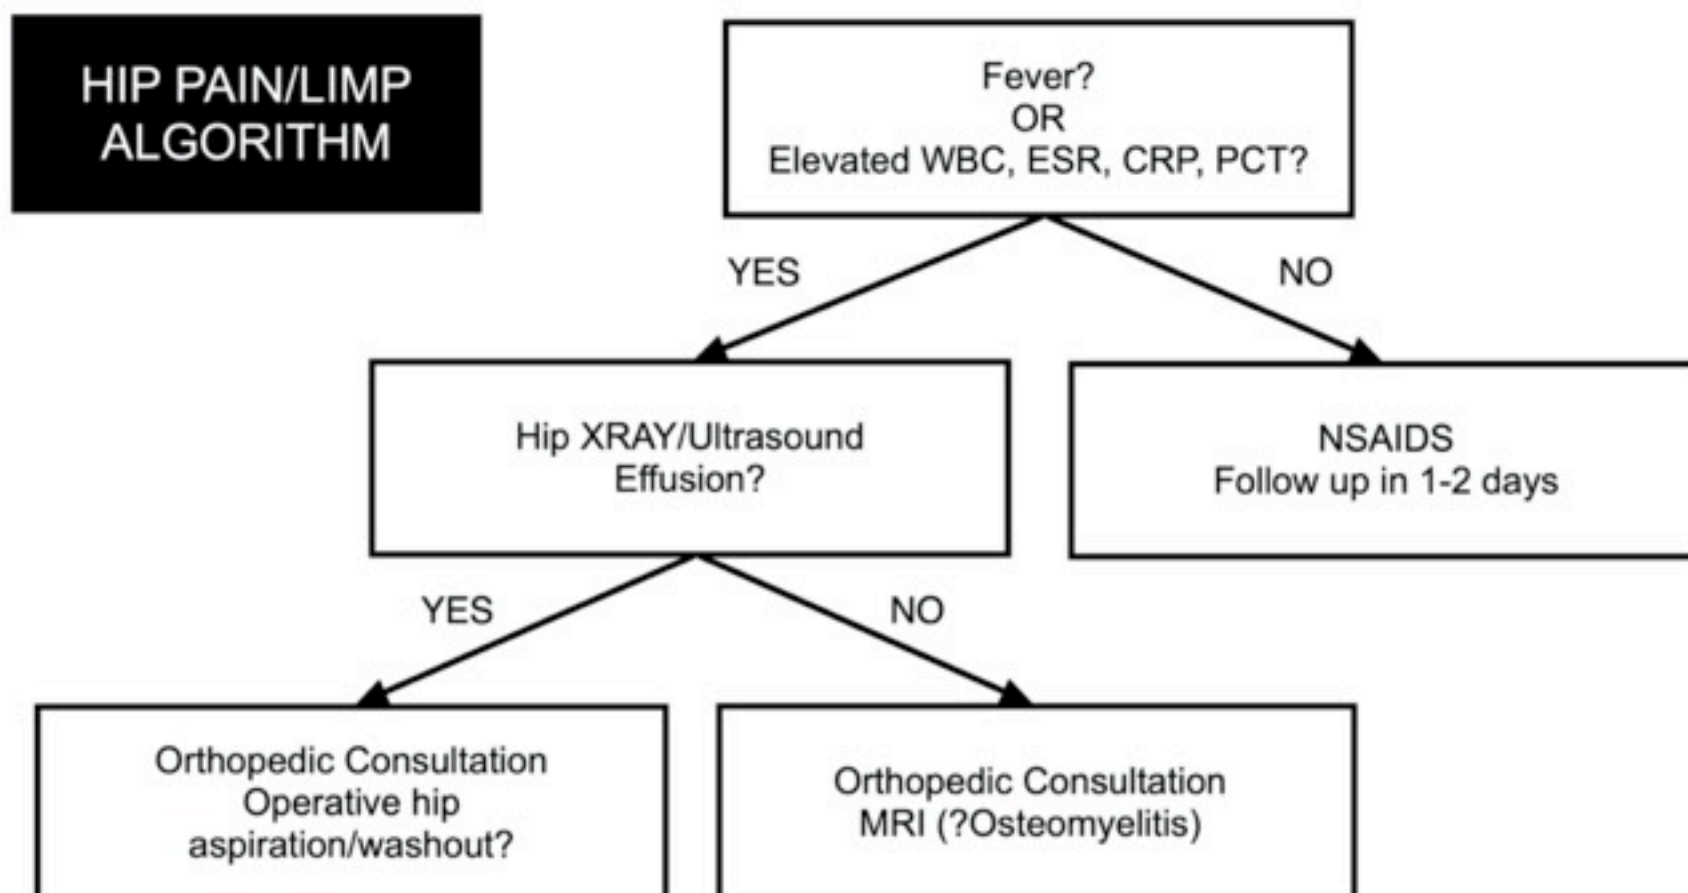 HIP PAIN/LIMP
ALGORITHM
Fever?
OR
Elevated WBC, ESR, CRP, PCT?
YES
NO
Hip XRAY/Ultrasound
Effusion?
NSAIDS
Follow up in 1-2 days
YES
NO
Orthopedic Consultation
Operative hip
aspiration/washout?
Orthopedic Consultation
MRI (?Osteomyelitis)